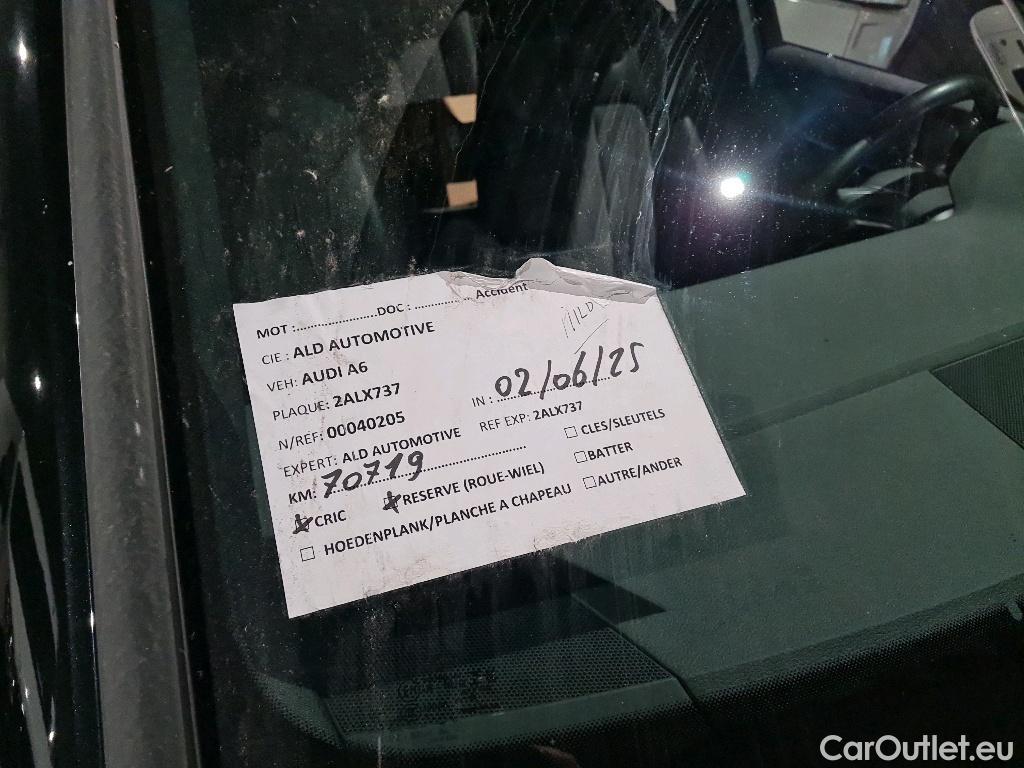 MOT :........................DOC : .................. Accident
CIE : ALD AUTOMOTIVE
VEH: AUDI A6
PLAQUE: 2ALX737 IN : 02/06/25
N/REF: 00040205 REF EXP: 2ALX737
EXPERT: ALD AUTOMOTIVE ☐ CLES/SLEUTELS
KM: 70719 ☐BATTER
☒CRIC ☒RESERVE (ROUE-WIEL) ☐AUTRE/ANDER
☐ HOEDENPLANK/PLANCHE A CHAPEAU
CarOutlet.eu